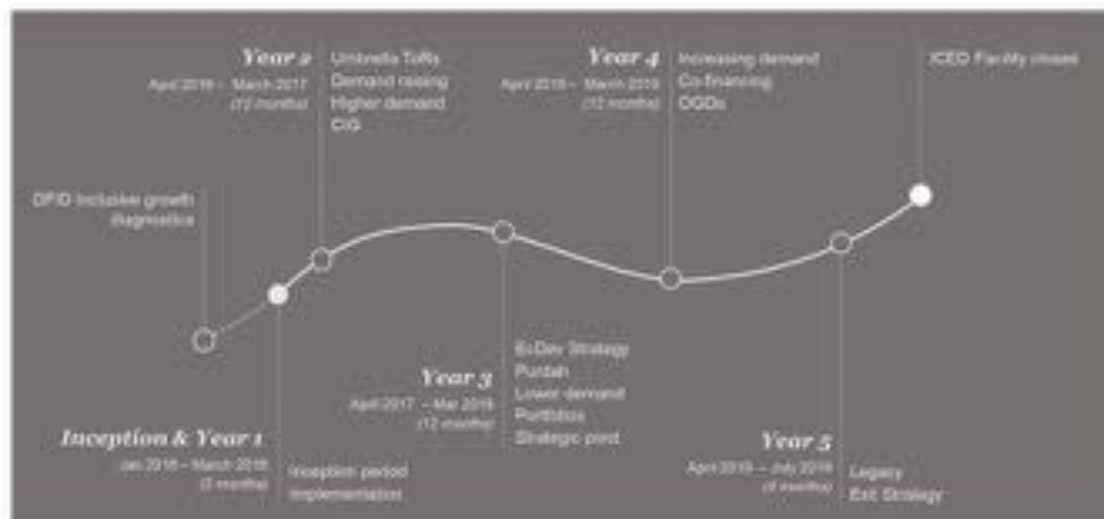 Year 2
April 2016 – March 2017
(12 months)
Umbrella ToRs
Demand raising
Higher demand
CIG
Year 4
April 2018 – March 2019
(12 months)
Increasing demand
Co-financing
OGDs
ICED Facility closes
DFID Inclusive growth
diagnostics
Year 3
April 2017 – Mar 2018
(12 months)
EcDev Strategy
Purdah
Lower demand
Portfolios
Strategic pivot
Inception & Year 1
Jan 2016 – March 2016
(3 months)
Inception period
Implementation
Year 5
April 2019 – July 2019
(4 months)
Legacy
Exit Strategy